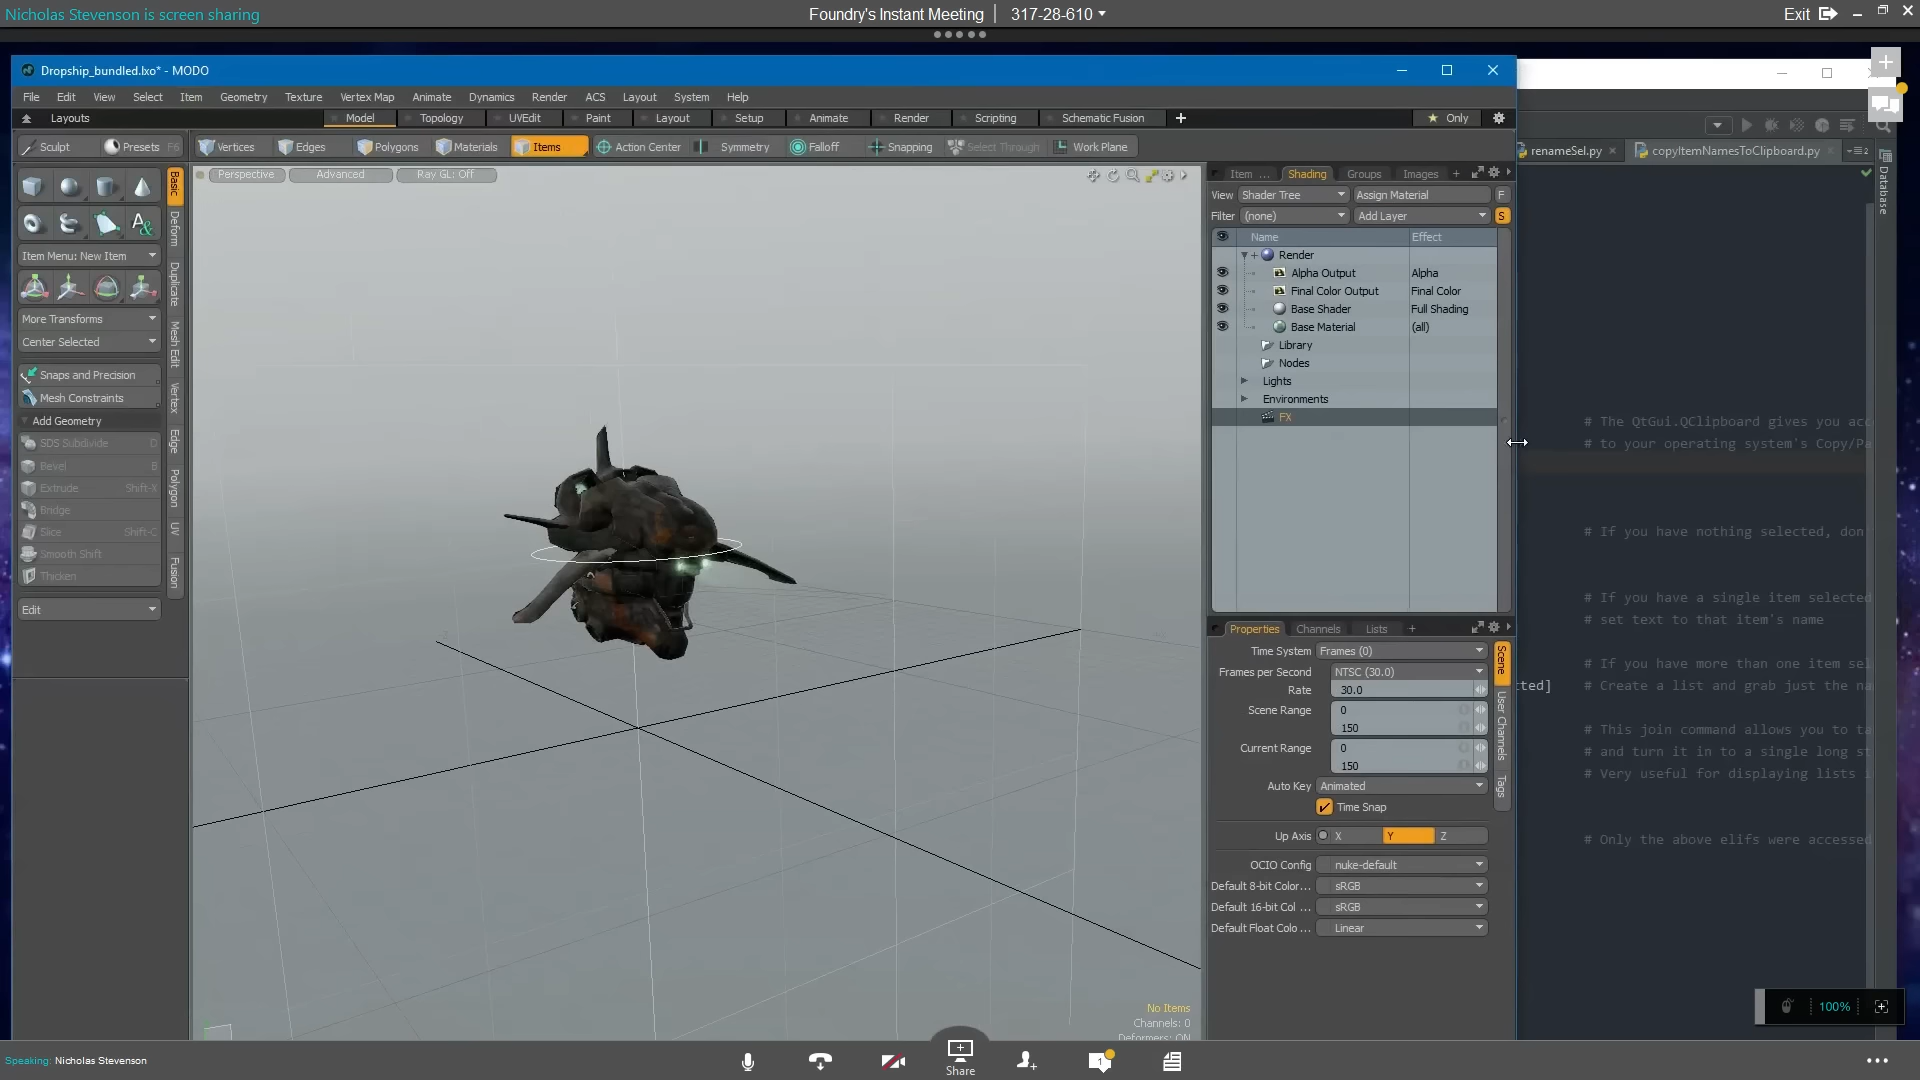 Nicholas Stevenson is screen sharing
Foundry's Instant Meeting
317-28-610
Exit
Dropship_bundled.lxo* - MODO
File Edit View Select Item Geometry Texture Vertex Map Animate Dynamics Render ACS Layout System Help
Layouts
Model Topology UVEdit Paint Layout Setup Animate Render Scripting Schematic Fusion
Only
Sculpt Presets F6
Vertices Edges Polygons Materials Items Action Center Symmetry Falloff Snapping Select Through Work Plane
Perspective Advanced Ray GL: Off
Item Menu: New Item
More Transforms
Center Selected
Snaps and Precision
Mesh Constraints
Add Geometry
SDS Subdivide D
Bevel B
Extrude Shift-X
Bridge
Slice Shift-C
Smooth Shift
Thicken
Edit
Basic
Deform
Duplicate
Mesh Edit
Vertex
Edge
Polygon
UV
Fusion
No Items
Channels: 0
Deformers: ON
Item ... Shading Groups Images
View Shader Tree Assign Material F
Filter (none) Add Layer S
Name Effect
Render
Alpha Output Alpha
Final Color Output Final Color
Base Shader Full Shading
Base Material (all)
Library
Nodes
Lights
Environments
FX
Properties Channels Lists
Time System Frames (0)
Frames per Second NTSC (30.0)
Rate 30.0
Scene Range 0
150
Current Range 0
150
Auto Key Animated
Time Snap
Up Axis X Y Z
OCIO Config nuke-default
Default 8-bit Color... sRGB
Default 16-bit Col ... sRGB
Default Float Colo ... Linear
Scene
User Channels
Tags
renameSel.py copyItemNamesToClipboard.py
Database
# The QtGui.QClipboard gives you acc
# to your operating system's Copy/Pa
# If you have nothing selected, don
# If you have a single item selected
# set text to that item's name
# If you have more than one item sel
cted] # Create a list and grab just the na
# This join command allows you to ta
# and turn it in to a single long st
# Very useful for displaying lists i
# Only the above elifs were accessed
100%
Speaking: Nicholas Stevenson
Share
1